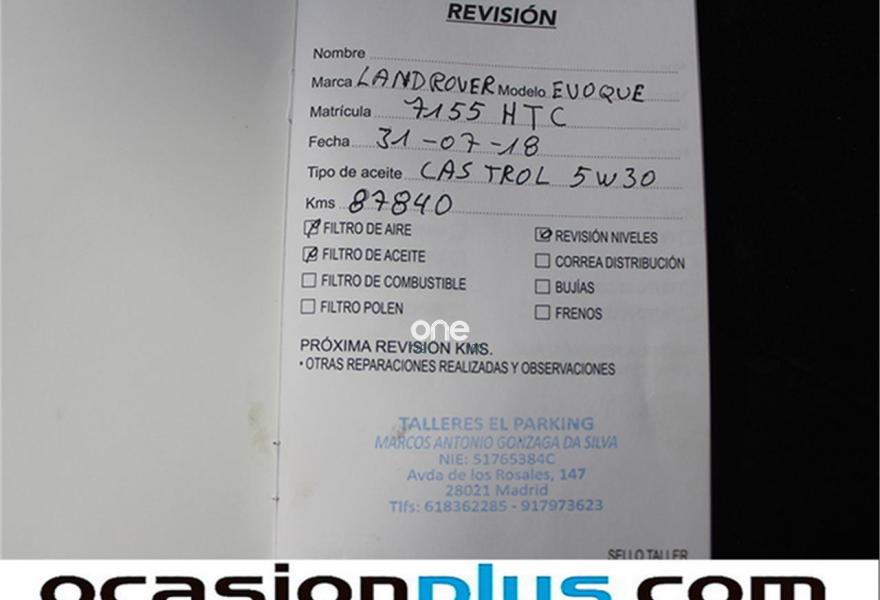 REVISIÓN
Nombre
Marca LANDROVER Modelo EVOQUE
Matrícula 7155 HTC
Fecha 31-07-18
Tipo de aceite CASTROL 5W30
Kms 87840
FILTRO DE AIRE
FILTRO DE ACEITE
FILTRO DE COMBUSTIBLE
FILTRO POLEN
REVISIÓN NIVELES
CORREA DISTRIBUCIÓN
BUJÍAS
FRENOS
one
PRÓXIMA REVISIÓN KMS.
• OTRAS REPARACIONES REALIZADAS Y OBSERVACIONES
TALLERES EL PARKING
MARCOS ANTONIO GONZAGA DA SILVA
NIE: 51765384C
Avda de los Rosales, 147
28021 Madrid
Tlfs: 618362285 - 917973623
SELLO TALLER
ocasionplus.com